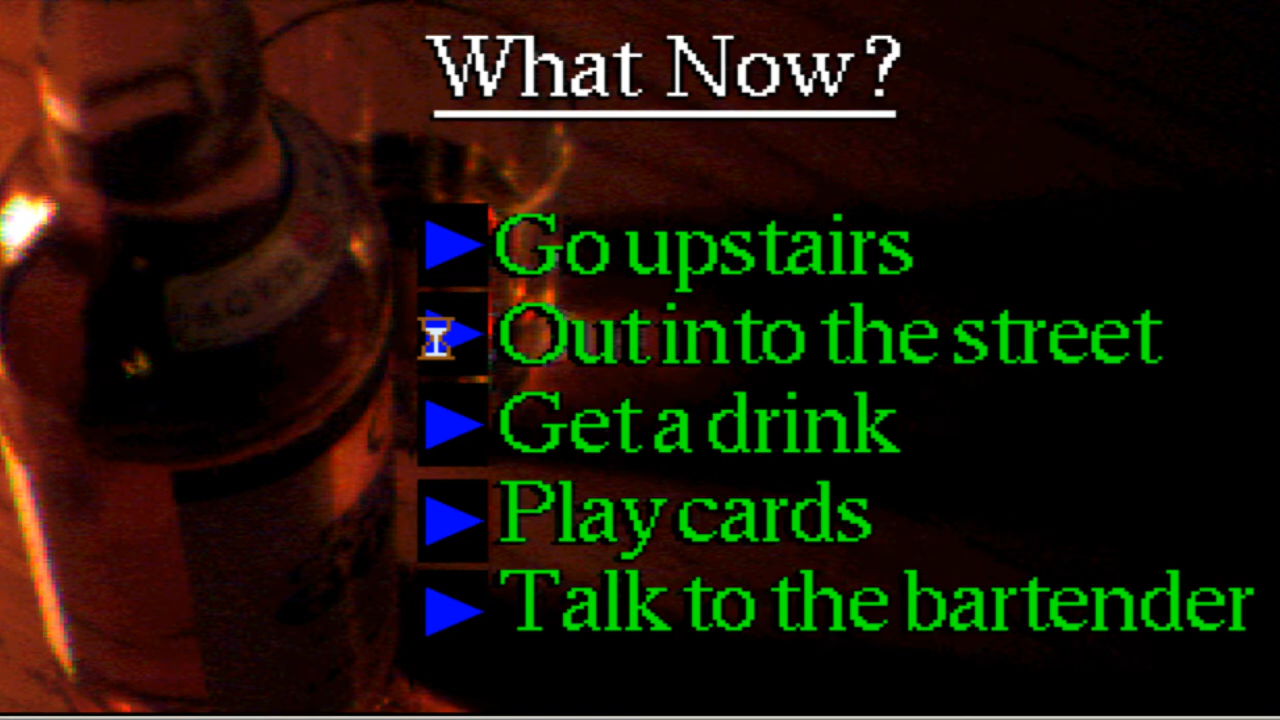 What Now?
Go upstairs
Out into the street
Get a drink
Play cards
Talk to the bartender